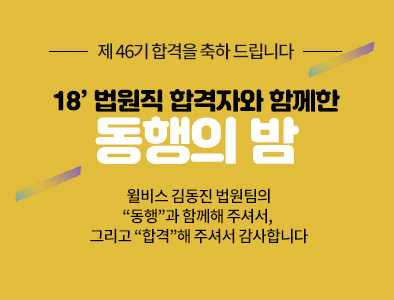 제 46기 합격을 축하 드립니다
18’ 법원직 합격자와 함께한
동행의 밤
윌비스 김동진 법원팀의
“동행”과 함께해 주셔서,
그리고 “합격”해 주셔서 감사합니다